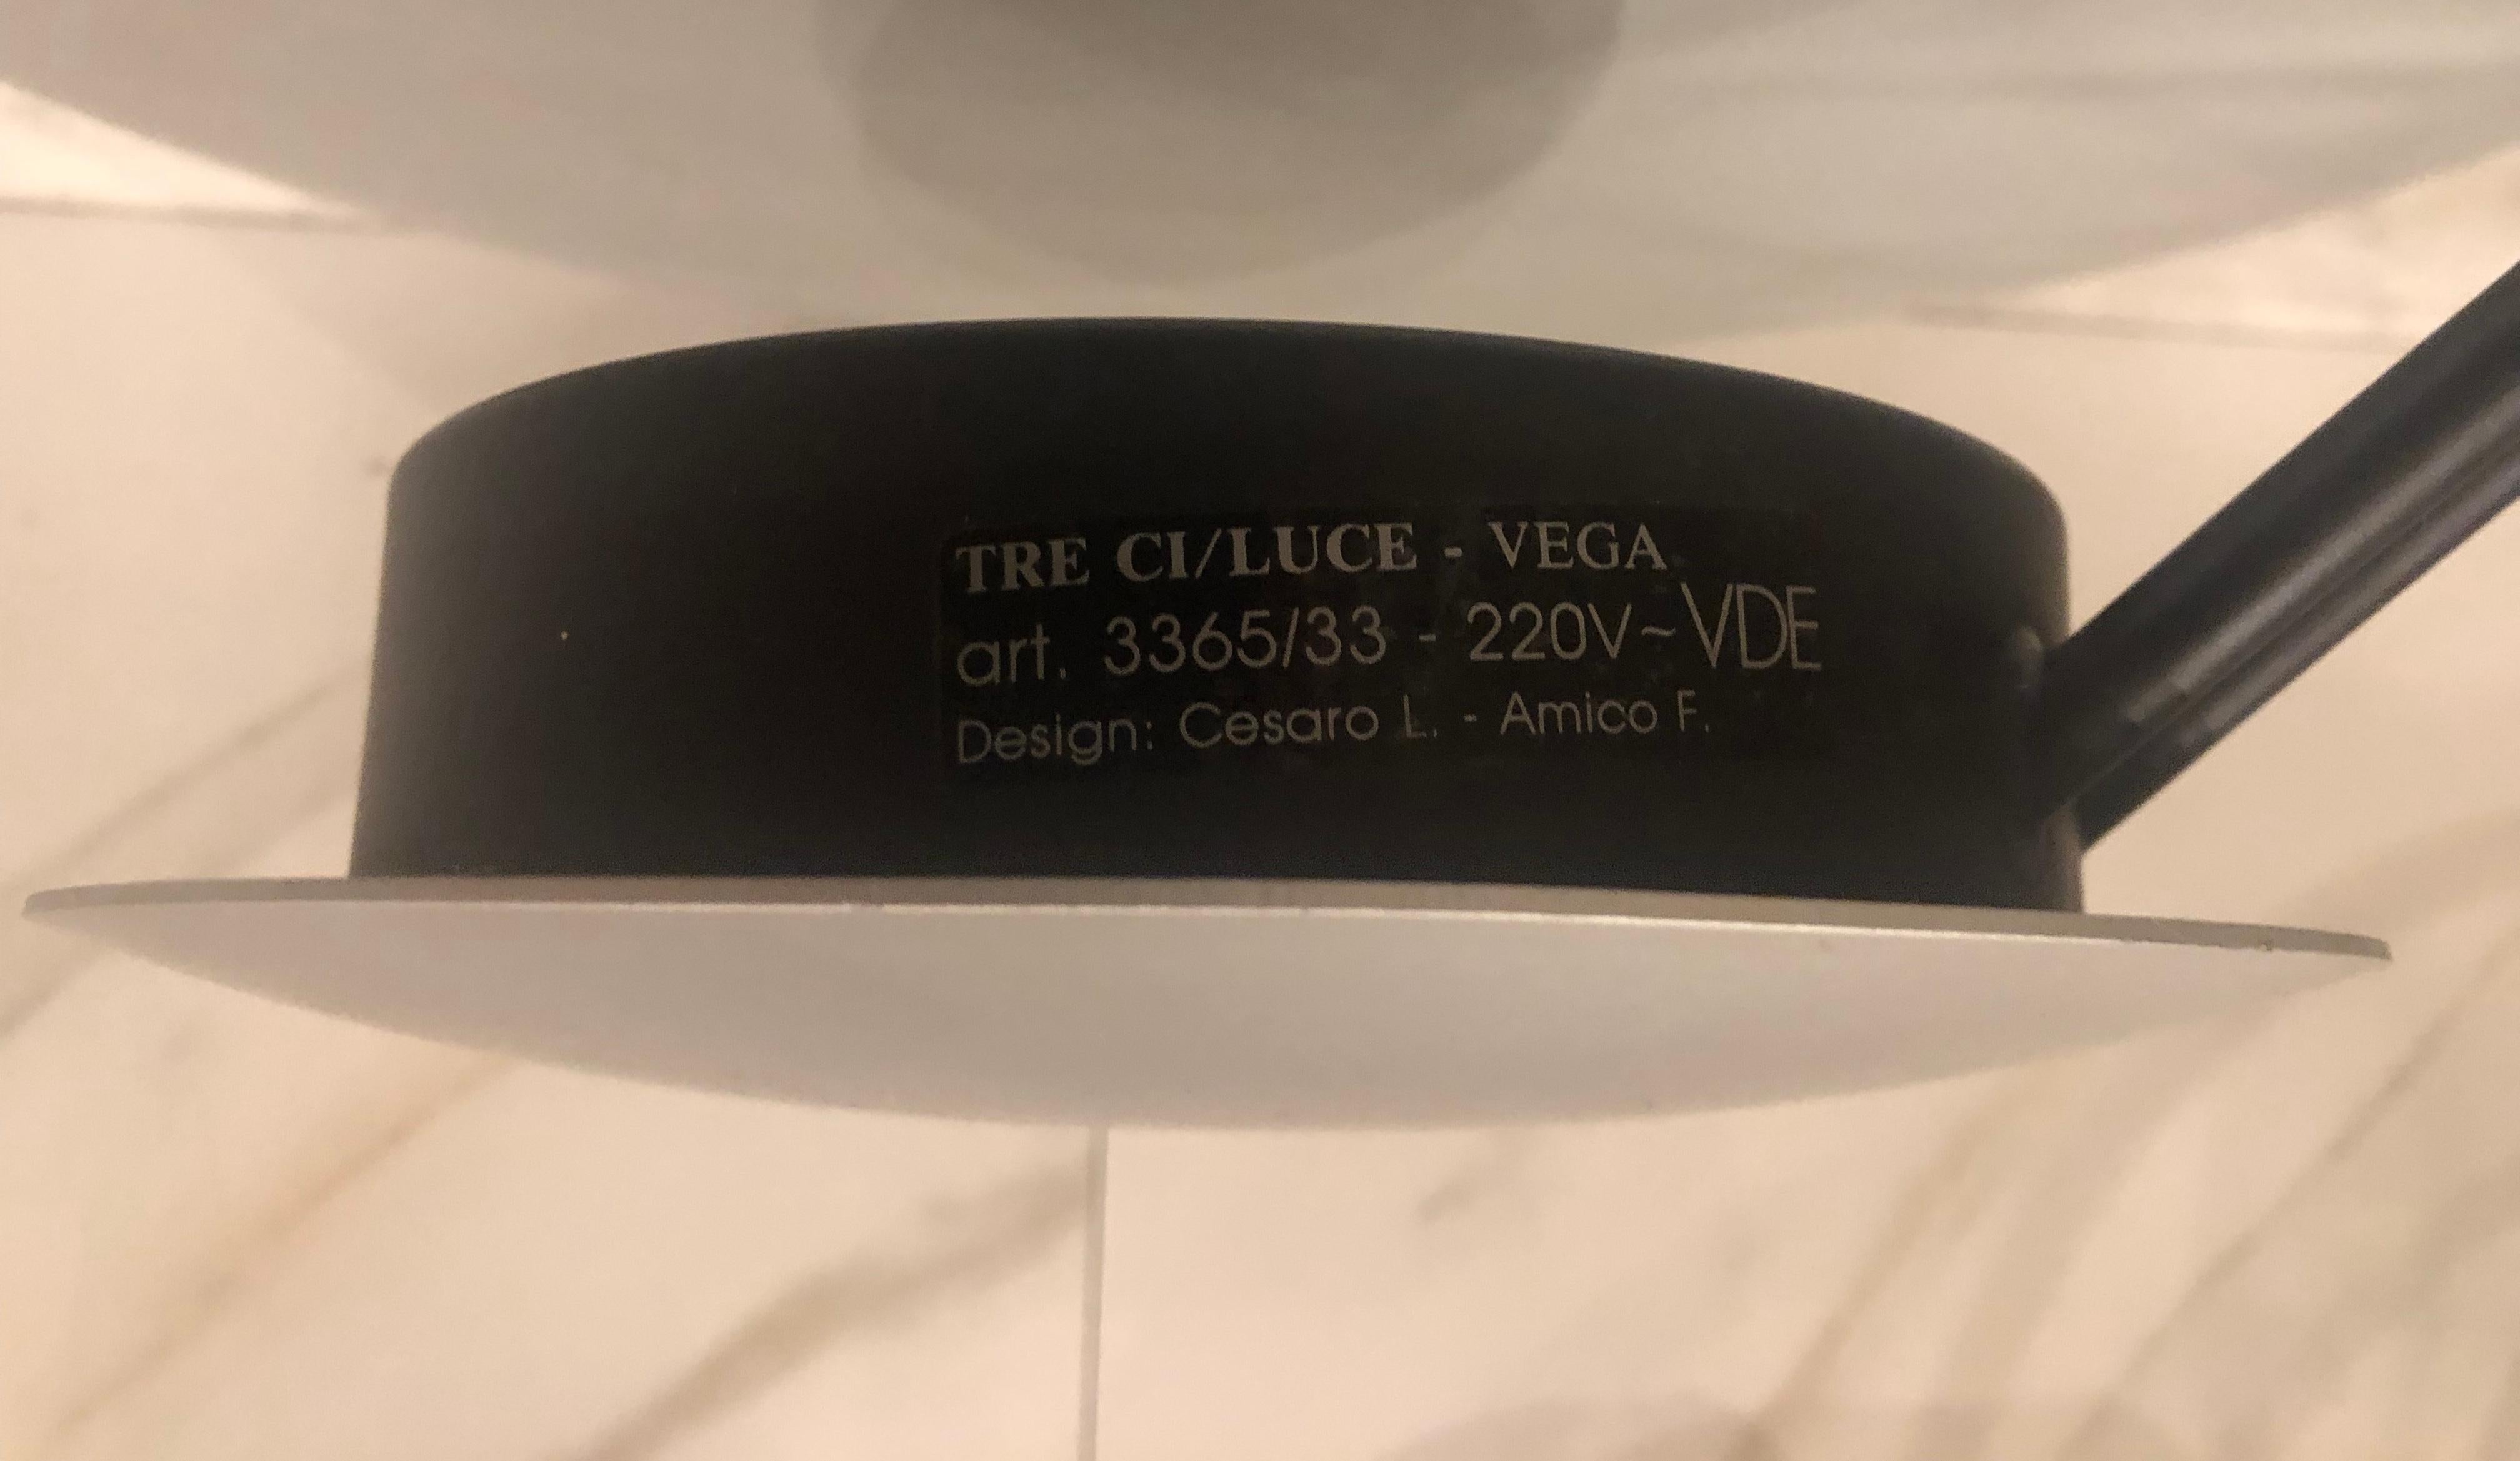 TRE CI/LUCE - VEGA
art. 3365/33 - 220V~VDE
Design: Cesaro L. - Amico F.